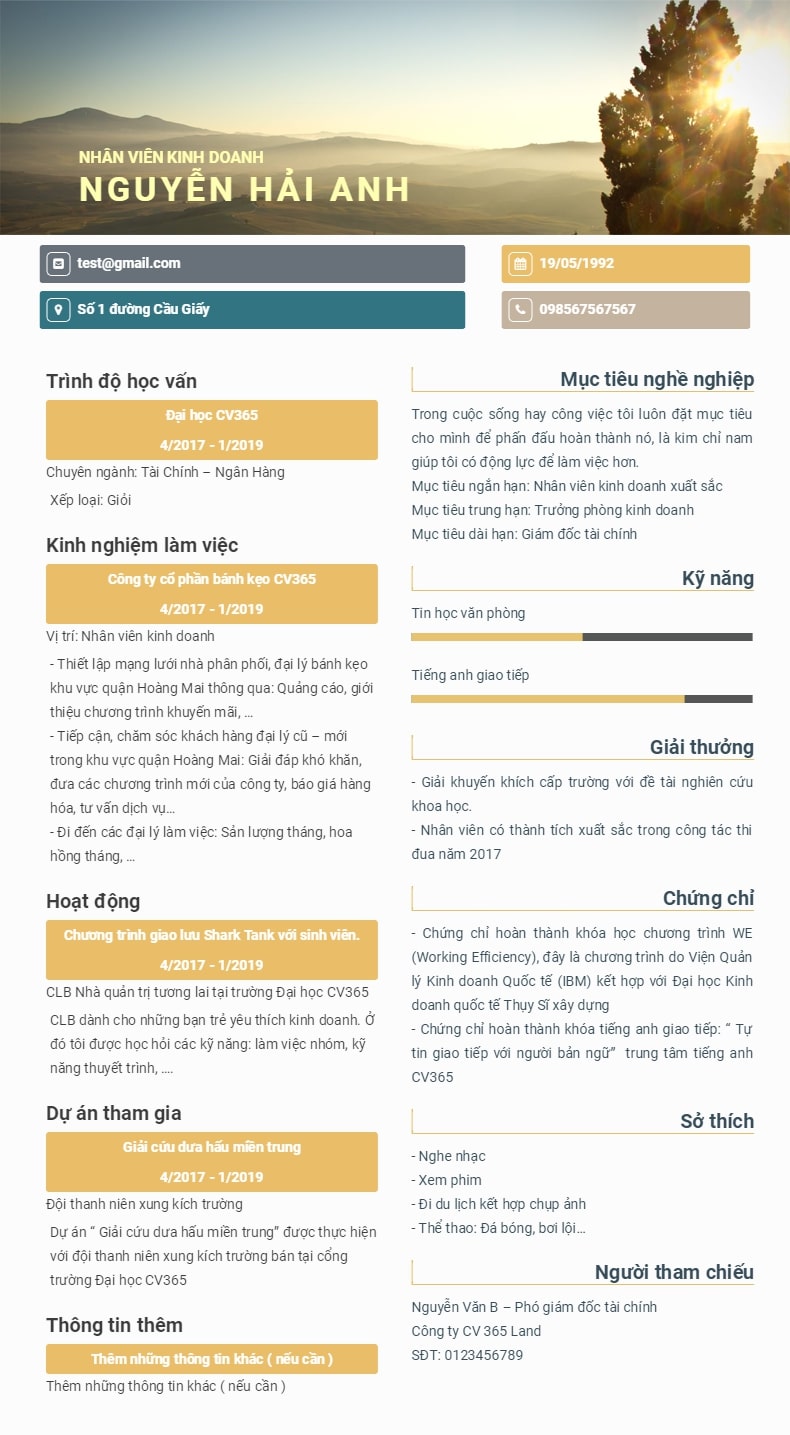 NHÂN VIÊN KINH DOANH
NGUYỄN HẢI ANH
test@gmail.com
19/05/1992
Số 1 đường Cầu Giấy
098567567567
Trình độ học vấn
Đại học CV365
4/2017 - 1/2019
Chuyên ngành: Tài Chính – Ngân Hàng
Xếp loại: Giỏi
Kinh nghiệm làm việc
Công ty cổ phần bánh kẹo CV365
4/2017 - 1/2019
Vị trí: Nhân viên kinh doanh
- Thiết lập mạng lưới nhà phân phối, đại lý bánh kẹo
khu vực quận Hoàng Mai thông qua: Quảng cáo, giới
thiệu chương trình khuyến mãi, ...
- Tiếp cận, chăm sóc khách hàng đại lý cũ – mới
trong khu vực quận Hoàng Mai: Giải đáp khó khăn,
đưa các chương trình mới của công ty, báo giá hàng
hóa, tư vấn dịch vụ...
- Đi đến các đại lý làm việc: Sản lượng tháng, hoa
hồng tháng, ...
Hoạt động
Chương trình giao lưu Shark Tank với sinh viên.
4/2017 - 1/2019
CLB Nhà quản trị tương lai tại trường Đại học CV365
CLB dành cho những bạn trẻ yêu thích kinh doanh. Ở
đó tôi được học hỏi các kỹ năng: làm việc nhóm, kỹ
năng thuyết trình, ....
Dự án tham gia
Giải cứu dưa hấu miền trung
4/2017 - 1/2019
Đội thanh niên xung kích trường
Dự án “ Giải cứu dưa hấu miền trung” được thực hiện
với đội thanh niên xung kích trường bán tại cổng
trường Đại học CV365
Thông tin thêm
Thêm những thông tin khác ( nếu cần )
Thêm những thông tin khác ( nếu cần )
Mục tiêu nghề nghiệp
Trong cuộc sống hay công việc tôi luôn đặt mục tiêu
cho mình để phấn đấu hoàn thành nó, là kim chỉ nam
giúp tôi có động lực để làm việc hơn.
Mục tiêu ngắn hạn: Nhân viên kinh doanh xuất sắc
Mục tiêu trung hạn: Trưởng phòng kinh doanh
Mục tiêu dài hạn: Giám đốc tài chính
Kỹ năng
Tin học văn phòng
Tiếng anh giao tiếp
Giải thưởng
- Giải khuyến khích cấp trường với đề tài nghiên cứu
khoa học.
- Nhân viên có thành tích xuất sắc trong công tác thi
đua năm 2017
Chứng chỉ
- Chứng chỉ hoàn thành khóa học chương trình WE
(Working Efficiency), đây là chương trình do Viện Quản
lý Kinh doanh Quốc tế (IBM) kết hợp với Đại học Kinh
doanh quốc tế Thụy Sĩ xây dựng
- Chứng chỉ hoàn thành khóa tiếng anh giao tiếp: “ Tự
tin giao tiếp với người bản ngữ” trung tâm tiếng anh
CV365
Sở thích
- Nghe nhạc
- Xem phim
- Đi du lịch kết hợp chụp ảnh
- Thể thao: Đá bóng, bơi lội...
Người tham chiếu
Nguyễn Văn B – Phó giám đốc tài chính
Công ty CV 365 Land
SĐT: 0123456789